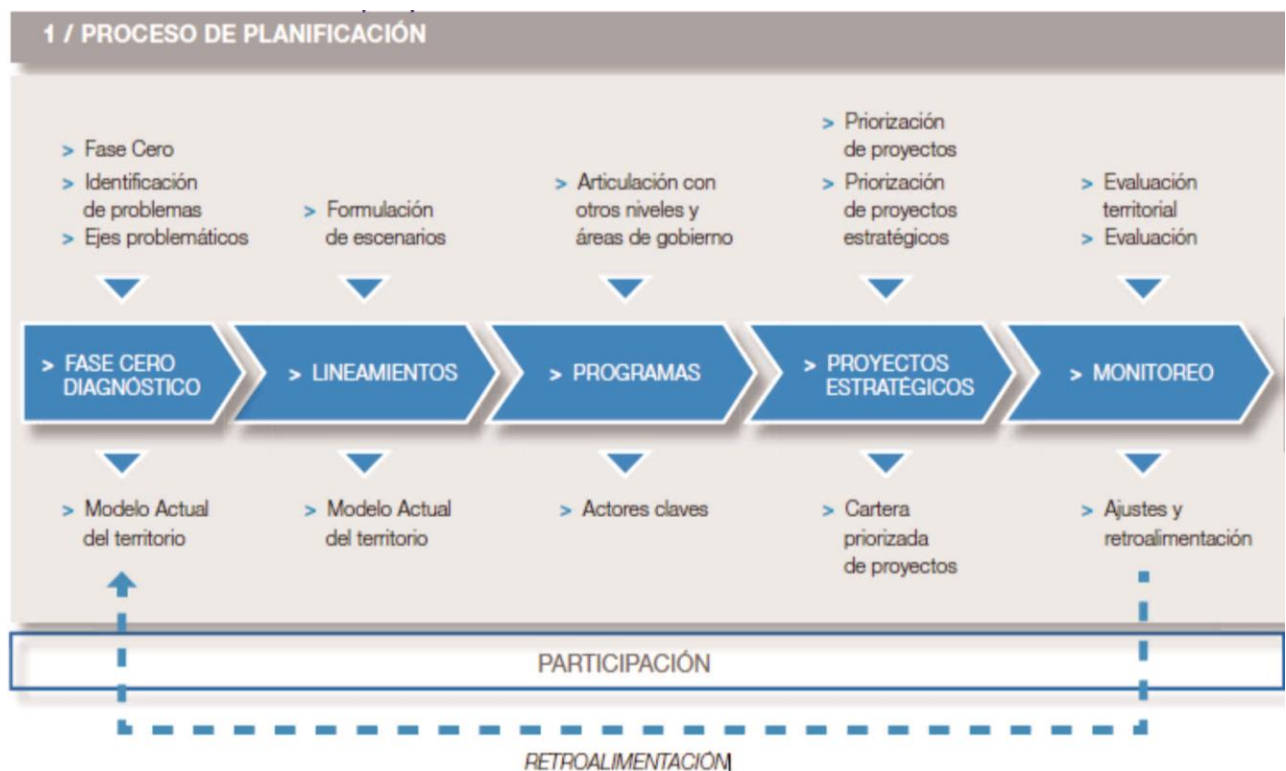 1 / PROCESO DE PLANIFICACIÓN
> Fase Cero
> Identificación
de problemas
> Ejes problemáticos
> Formulación
de escenarios
> Articulación con
otros niveles y
áreas de gobierno
> Priorización
de proyectos
> Priorización
de proyectos
estratégicos
> Evaluación
territorial
> Evaluación
> FASE CERO
DIAGNÓSTICO
> LINEAMIENTOS
> PROGRAMAS
> PROYECTOS
ESTRATÉGICOS
> MONITOREO
> Modelo Actual
del territorio
> Modelo Actual
del territorio
> Actores claves
> Cartera
priorizada
de proyectos
> Ajustes y
retroalimentación
PARTICIPACIÓN
RETROALIMENTACIÓN